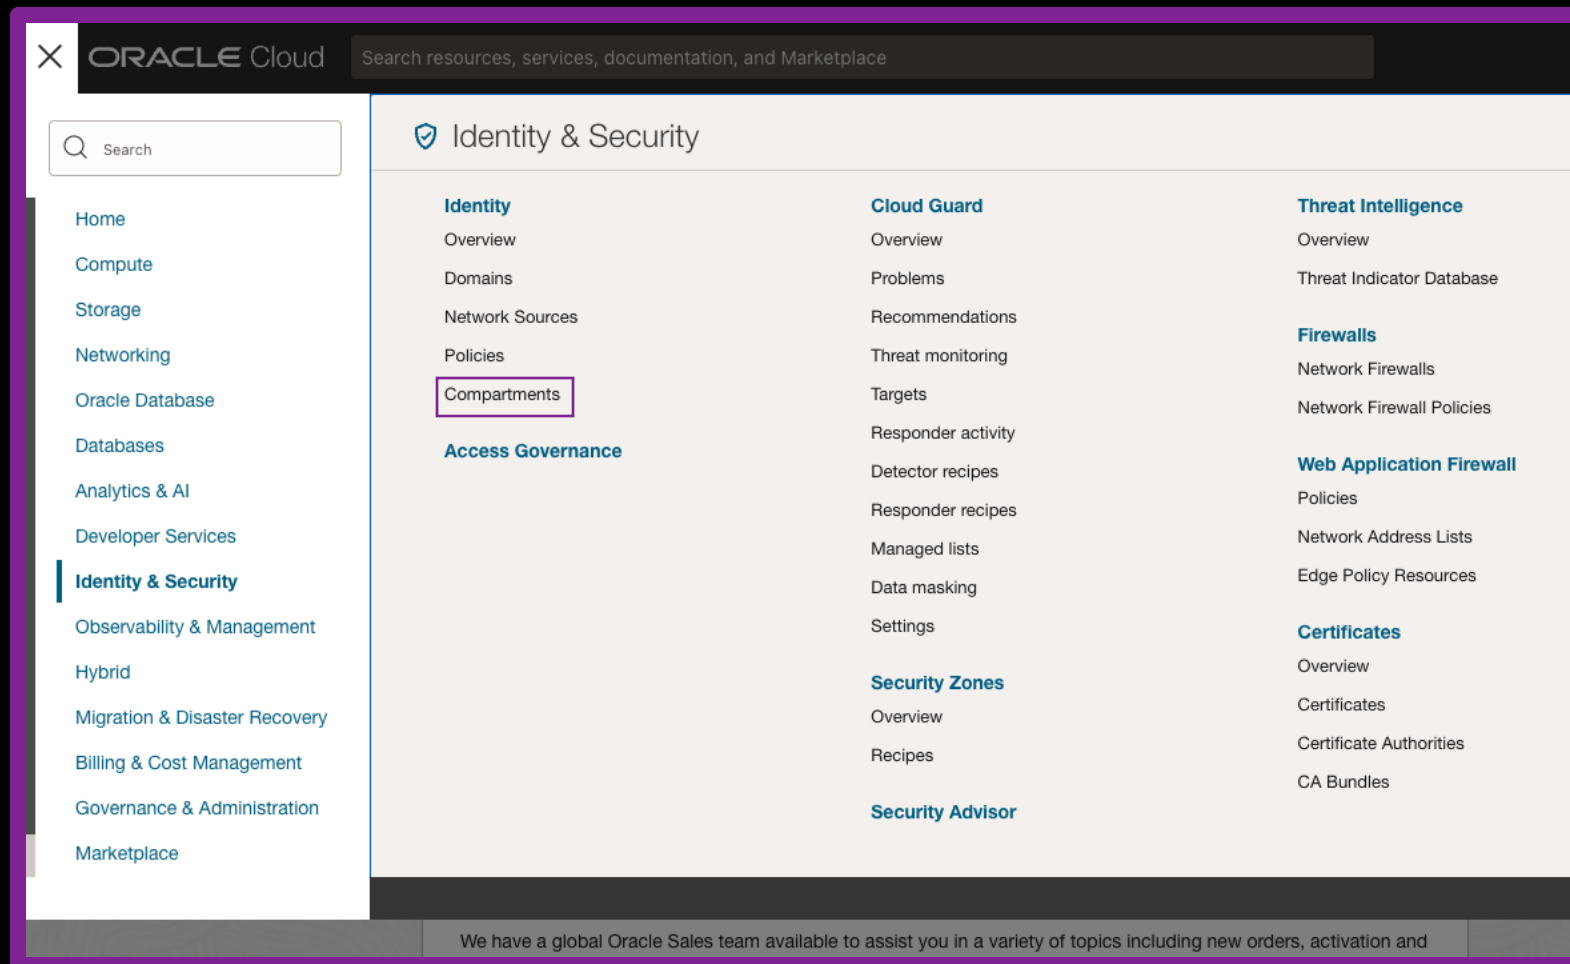 ORACLE Cloud
Search resources, services, documentation, and Marketplace
Search
Home
Compute
Storage
Networking
Oracle Database
Databases
Analytics & AI
Developer Services
Identity & Security
Observability & Management
Hybrid
Migration & Disaster Recovery
Billing & Cost Management
Governance & Administration
Marketplace
Identity & Security
Identity
Overview
Domains
Network Sources
Policies
Compartments
Access Governance
Cloud Guard
Overview
Problems
Recommendations
Threat monitoring
Targets
Responder activity
Detector recipes
Responder recipes
Managed lists
Data masking
Settings
Security Zones
Overview
Recipes
Security Advisor
Threat Intelligence
Overview
Threat Indicator Database
Firewalls
Network Firewalls
Network Firewall Policies
Web Application Firewall
Policies
Network Address Lists
Edge Policy Resources
Certificates
Overview
Certificates
Certificate Authorities
CA Bundles
We have a global Oracle Sales team available to assist you in a variety of topics including new orders, activation and